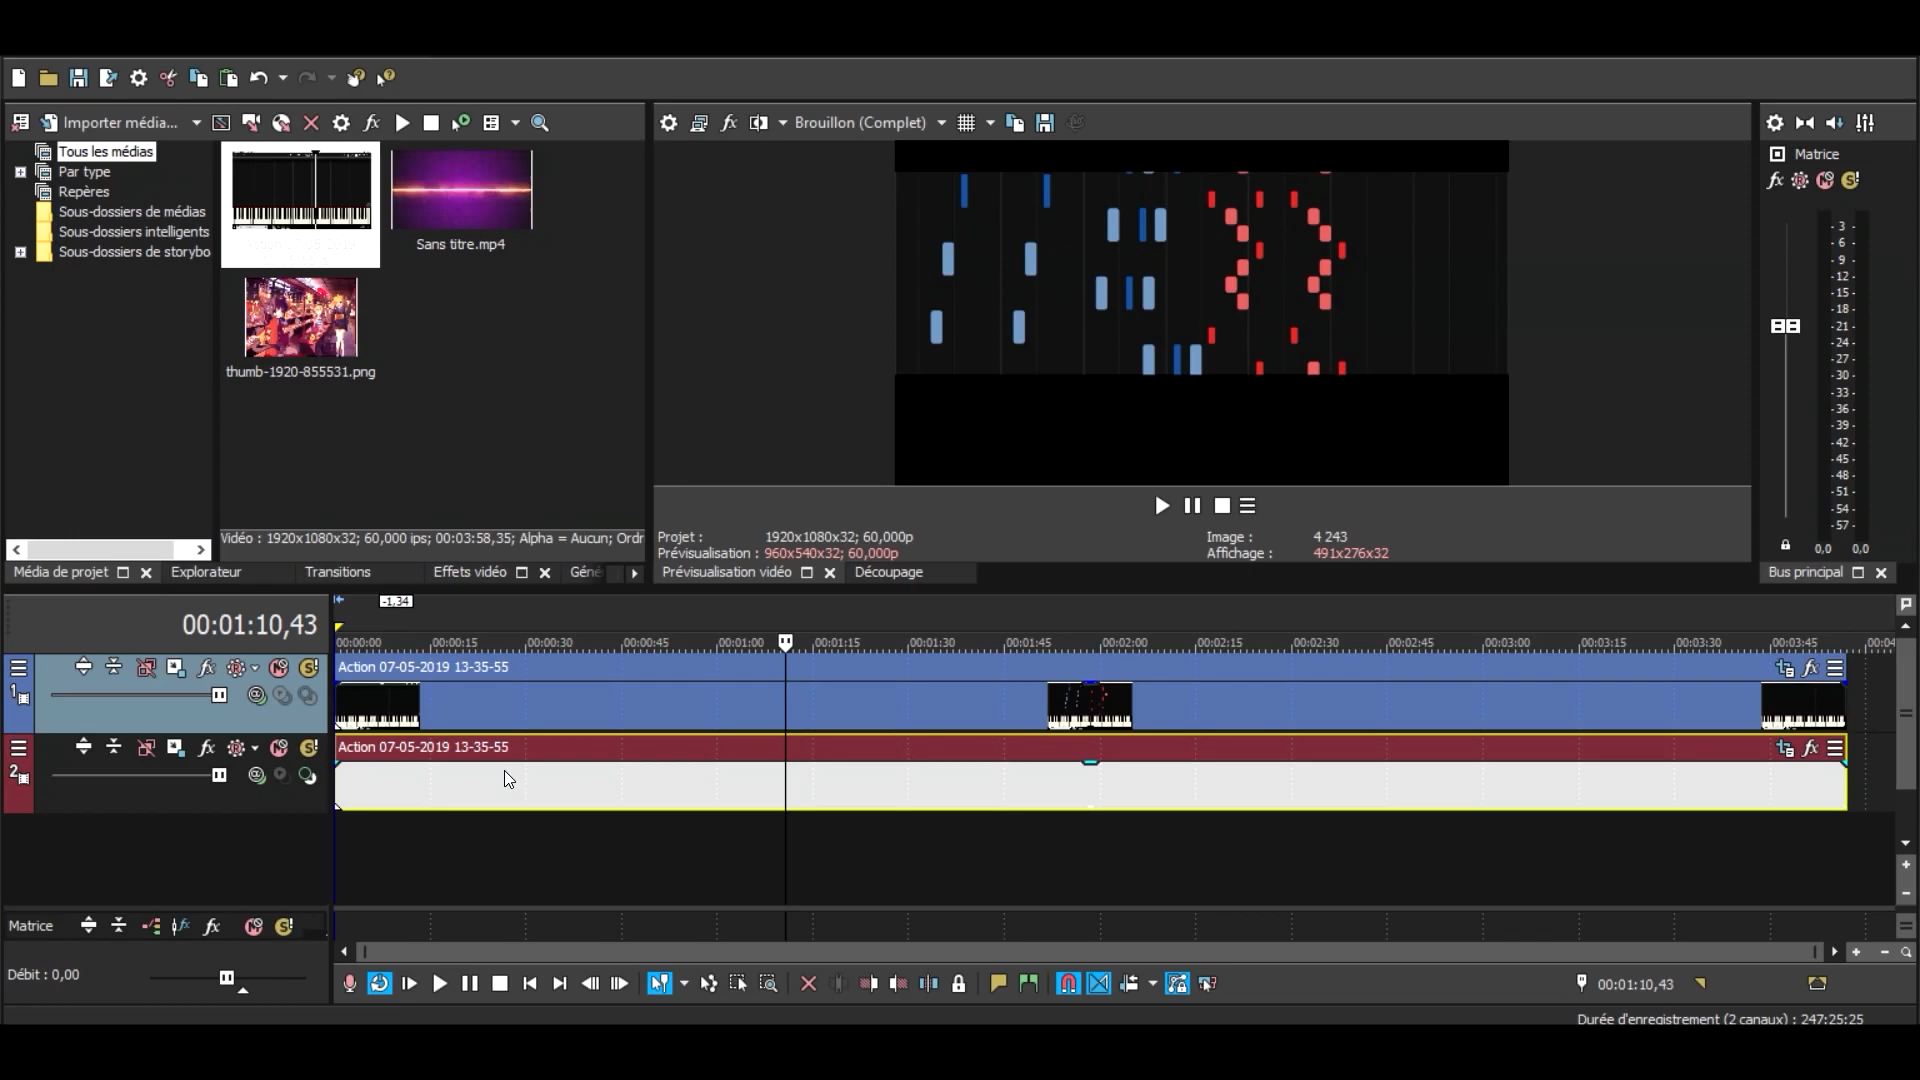 Importer média...
Brouillon (Complet)
Tous les médias
Par type
Repères
Sous-dossiers de médias
Sous-dossiers intelligents
Sous-dossiers de storybo
Sans titre.mp4
thumb-1920-855531.png
Matrice
-3-
-6-
-9-
-12-
-15-
-18-
-21-
-24-
-27-
-30-
-33-
-36-
-39-
-42-
-45-
-48-
-51-
-54-
-57-
0,0 0,0
Vidéo : 1920x1080x32; 60,000 ips; 00:03:58,35; Alpha = Aucun; Ordr
Projet : 1920x1080x32; 60,000p
Prévisualisation : 960x540x32; 60,000p
Image : 4 243
Affichage : 491x276x32
Média de projet Explorateur Transitions Effets vidéo Géné
Prévisualisation vidéo Découpage
Bus principal
-1,34
00:01:10,43
00:00:00 00:00:15 00:00:30 00:00:45 00:01:00 00:01:15 00:01:30 00:01:45 00:02:00 00:02:15 00:02:30 00:02:45 00:03:00 00:03:15 00:03:30 00:03:45 00:04
1
Action 07-05-2019 13-35-55
2
Action 07-05-2019 13-35-55
Matrice
Débit : 0,00
00:01:10,43
Durée d'enregistrement (2 canaux) : 247:25:25